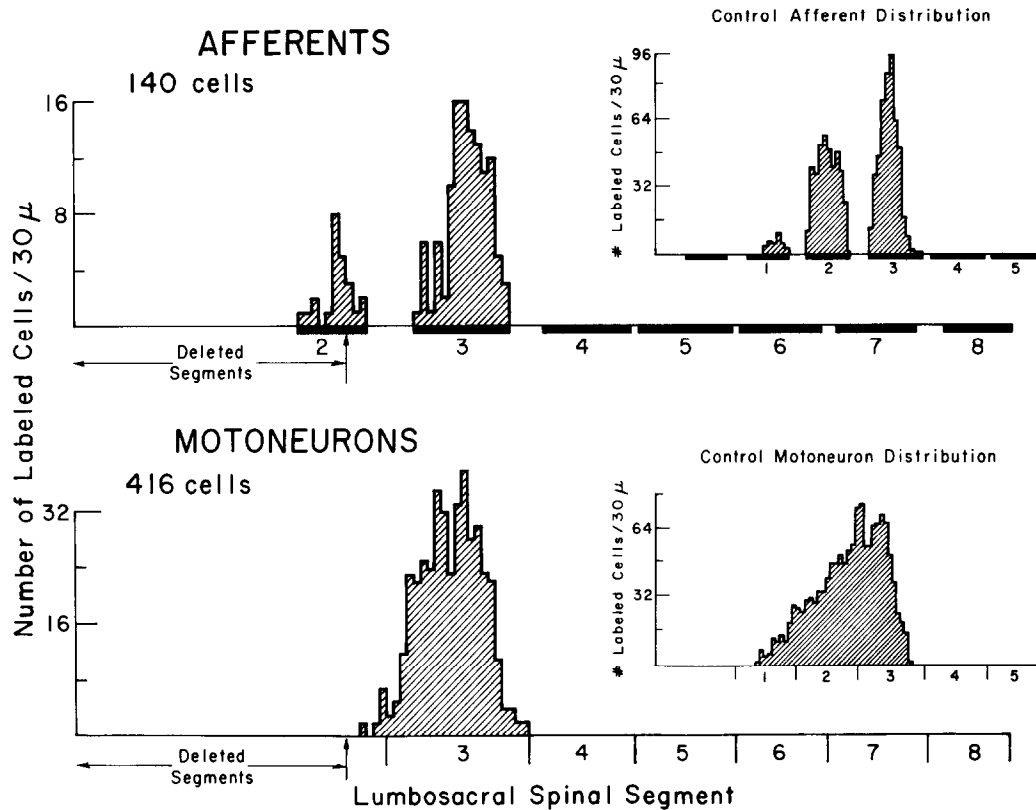 Control Afferent Distribution
AFFERENTS
140 cells
16
8
96
64
32
# Labeled Cells/30 μ
1 2 3 4 5
2 3 4 5 6 7 8
Deleted
Segments
Number of Labeled Cells/30 μ
MOTONEURONS
416 cells
32
16
Control Motoneuron Distribution
64
32
# Labeled Cells/30 μ
1 2 3 4 5
3 4 5 6 7 8
Deleted
Segments
Lumbosacral Spinal Segment